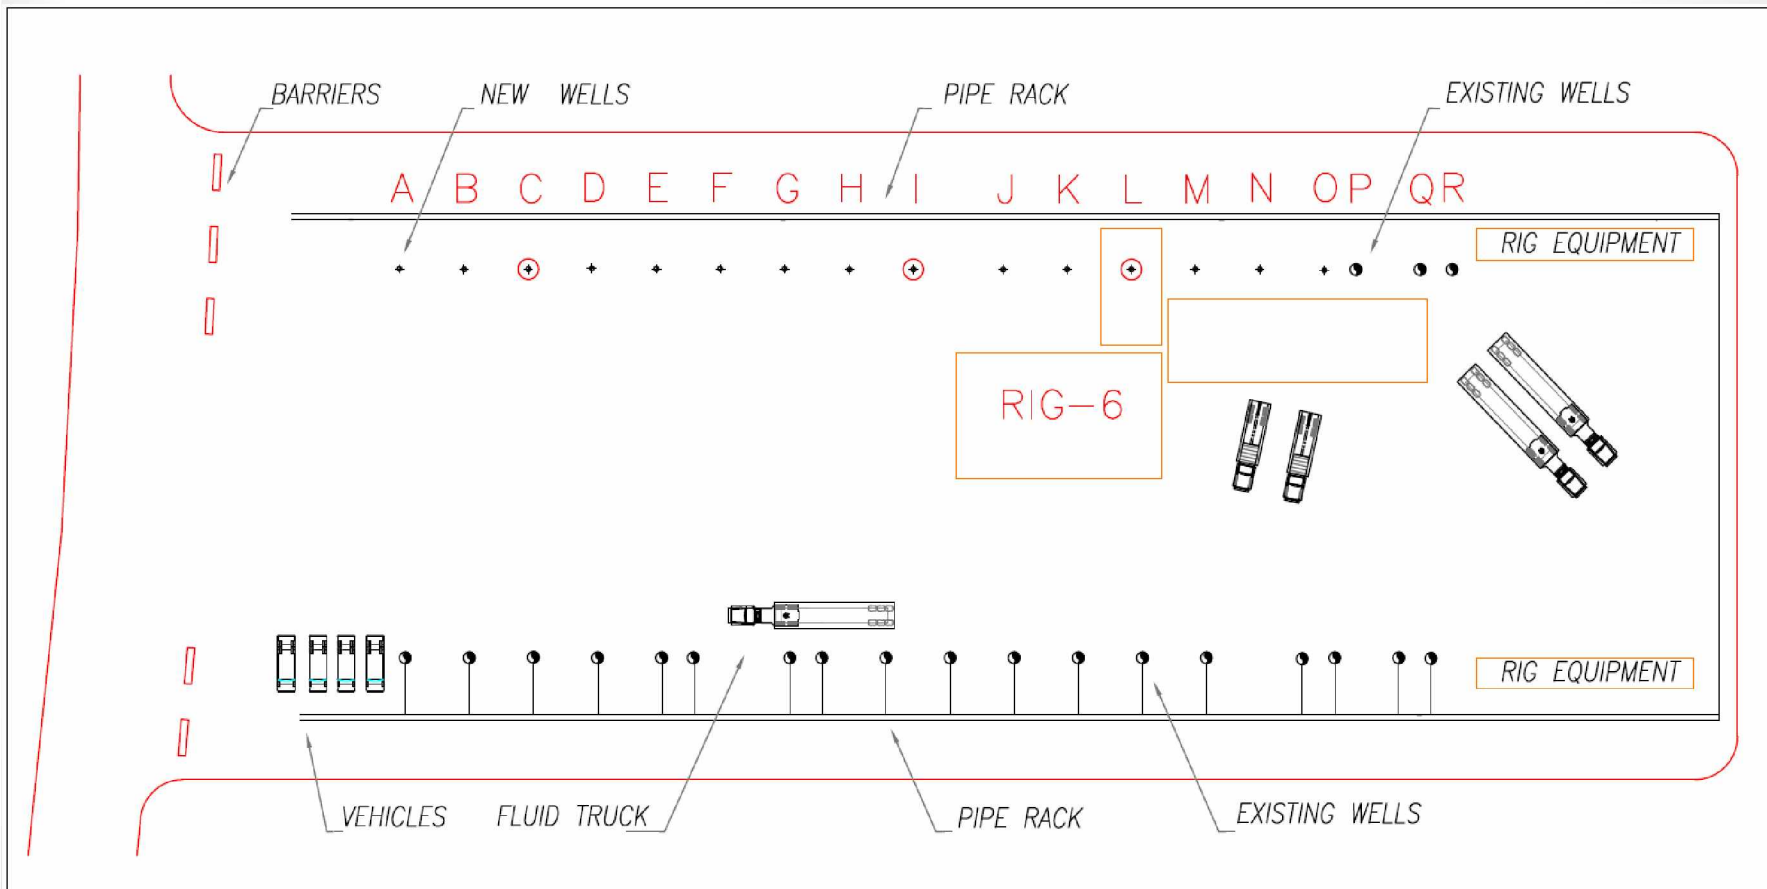 BARRIERS
NEW WELLS
PIPE RACK
EXISTING WELLS
A B C D E F G H I J K L M N O P Q R
RIG EQUIPMENT
RIG-6
RIG EQUIPMENT
VEHICLES
FLUID TRUCK
PIPE RACK
EXISTING WELLS